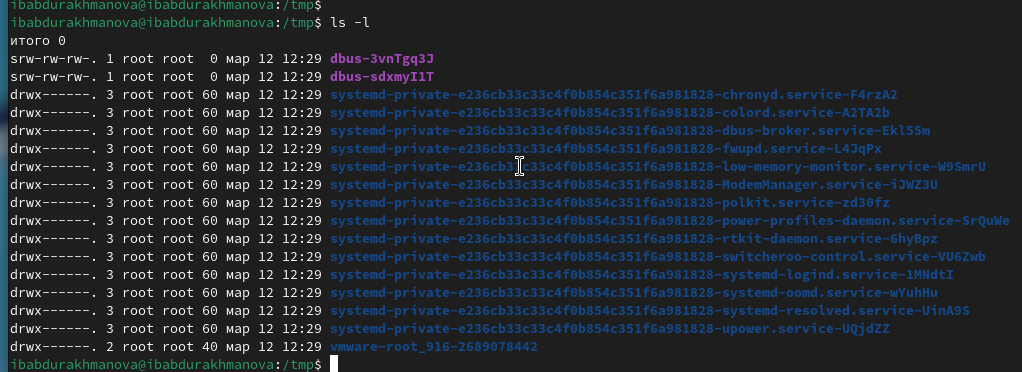 ibabdurakhmanova@ibabdurakhmanova:/tmp$
ibabdurakhmanova@ibabdurakhmanova:/tmp$ ls -l
итого 0
srw-rw-rw-. 1 root root  0 мар 12 12:29 dbus-3vnTgq3J
srw-rw-rw-. 1 root root  0 мар 12 12:29 dbus-sdxmyI1T
drwx------. 3 root root 60 мар 12 12:29 systemd-private-e236cb33c33c4f0b854c351f6a981828-chronyd.service-F4rzA2
drwx------. 3 root root 60 мар 12 12:29 systemd-private-e236cb33c33c4f0b854c351f6a981828-colord.service-A2TA2b
drwx------. 3 root root 60 мар 12 12:29 systemd-private-e236cb33c33c4f0b854c351f6a981828-dbus-broker.service-Ekl55m
drwx------. 3 root root 60 мар 12 12:29 systemd-private-e236cb33c33c4f0b854c351f6a981828-fwupd.service-L4JqPx
drwx------. 3 root root 60 мар 12 12:29 systemd-private-e236cb33c33c4f0b854c351f6a981828-low-memory-monitor.service-W9SmrU
drwx------. 3 root root 60 мар 12 12:29 systemd-private-e236cb33c33c4f0b854c351f6a981828-ModemManager.service-iJWZ3U
drwx------. 3 root root 60 мар 12 12:29 systemd-private-e236cb33c33c4f0b854c351f6a981828-polkit.service-zd30fz
drwx------. 3 root root 60 мар 12 12:29 systemd-private-e236cb33c33c4f0b854c351f6a981828-power-profiles-daemon.service-SrQuWe
drwx------. 3 root root 60 мар 12 12:29 systemd-private-e236cb33c33c4f0b854c351f6a981828-rtkit-daemon.service-6hyBpz
drwx------. 3 root root 60 мар 12 12:29 systemd-private-e236cb33c33c4f0b854c351f6a981828-switcheroo-control.service-VU6Zwb
drwx------. 3 root root 60 мар 12 12:29 systemd-private-e236cb33c33c4f0b854c351f6a981828-systemd-logind.service-1MNdtI
drwx------. 3 root root 60 мар 12 12:29 systemd-private-e236cb33c33c4f0b854c351f6a981828-systemd-oomd.service-wYuhHu
drwx------. 3 root root 60 мар 12 12:29 systemd-private-e236cb33c33c4f0b854c351f6a981828-systemd-resolved.service-UinA9S
drwx------. 3 root root 60 мар 12 12:29 systemd-private-e236cb33c33c4f0b854c351f6a981828-upower.service-UQjdZZ
drwx------. 2 root root 40 мар 12 12:29 vmware-root_916-2689078442
ibabdurakhmanova@ibabdurakhmanova:/tmp$